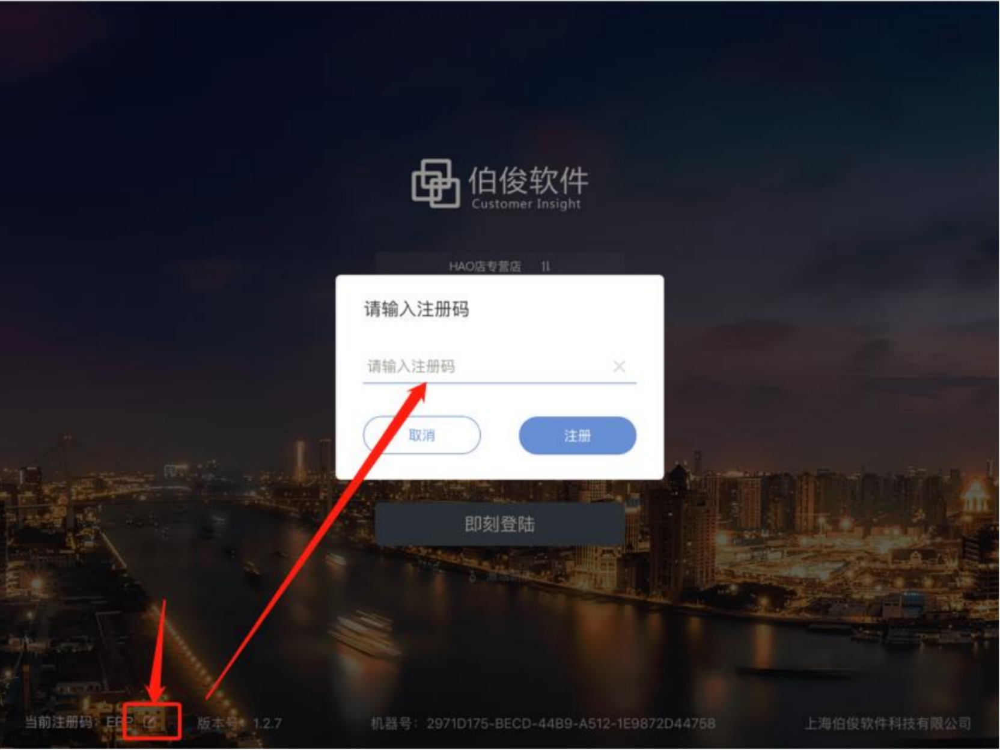 伯俊软件
Customer Insight
HAO店专营店
请输入注册码
请输入注册码
取消
注册
即刻登陆
当前注册码：ERP
版本号：1.2.7
机器号：2971D175-BECD-44B9-A512-1E9872D44758
上海伯俊软件科技有限公司